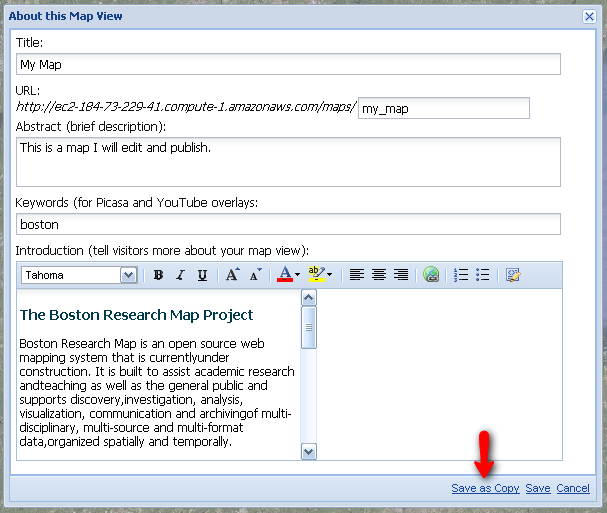 About this Map View
Title:
My Map
URL:
http://ec2-184-73-229-41.compute-1.amazonaws.com/maps/ my_map
Abstract (brief description):
This is a map I will edit and publish.
Keywords (for Picasa and YouTube overlays:
boston
Introduction (tell visitors more about your map view):
Tahoma B I U A A A ab
The Boston Research Map Project
Boston Research Map is an open source web
mapping system that is currentlyunder
construction. It is built to assist academic research
andteaching as well as the general public and
supports discovery,investigation, analysis,
visualization, communication and archivingof multi-
disciplinary, multi-source and multi-format
data,organized spatially and temporally.
Save as Copy Save Cancel